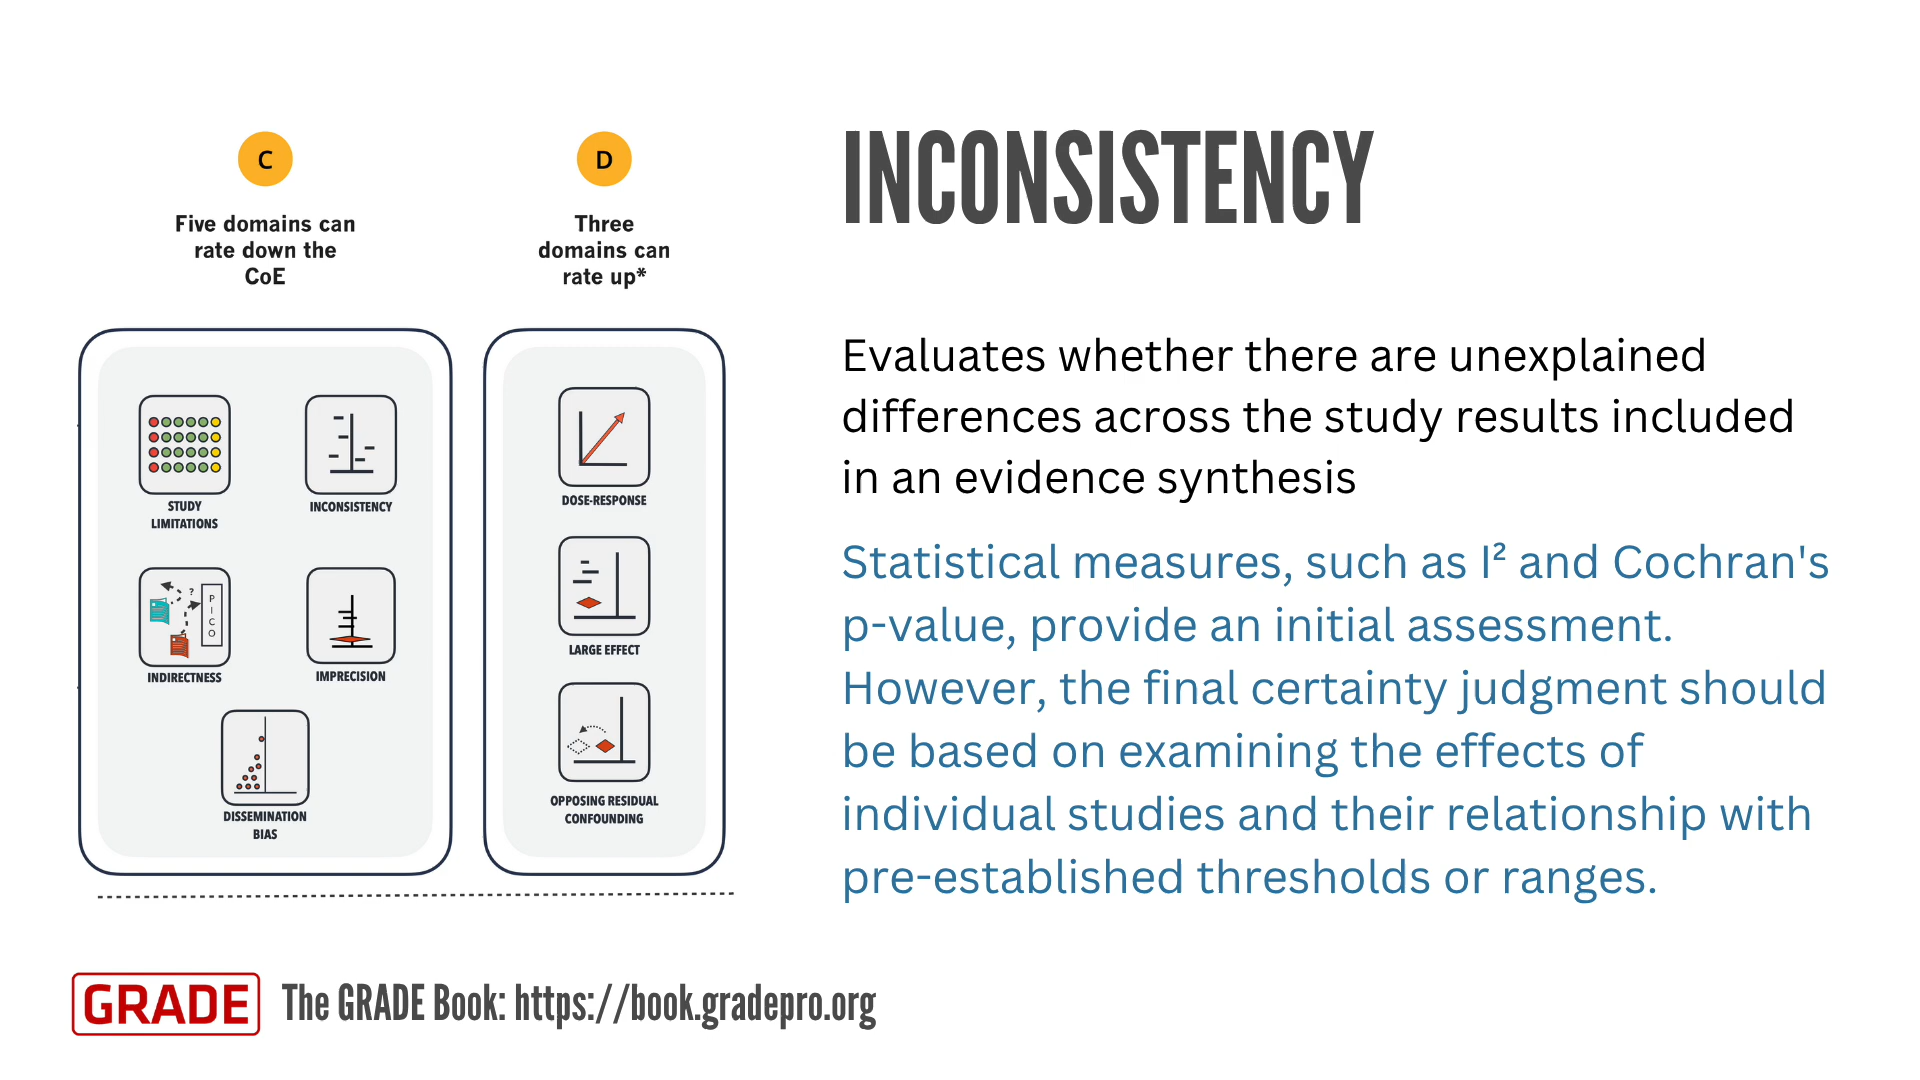 C
Five domains can
rate down the
CoE
D
Three
domains can
rate up*
STUDY
LIMITATIONS
INCONSISTENCY
?
P
I
C
O
INDIRECTNESS
IMPRECISION
DISSEMINATION
BIAS
DOSE-RESPONSE
LARGE EFFECT
OPPOSING RESIDUAL
CONFOUNDING
INCONSISTENCY
Evaluates whether there are unexplained
differences across the study results included
in an evidence synthesis
Statistical measures, such as I² and Cochran's
p-value, provide an initial assessment.
However, the final certainty judgment should
be based on examining the effects of
individual studies and their relationship with
pre-established thresholds or ranges.
GRADE
The GRADE Book: https://book.gradepro.org